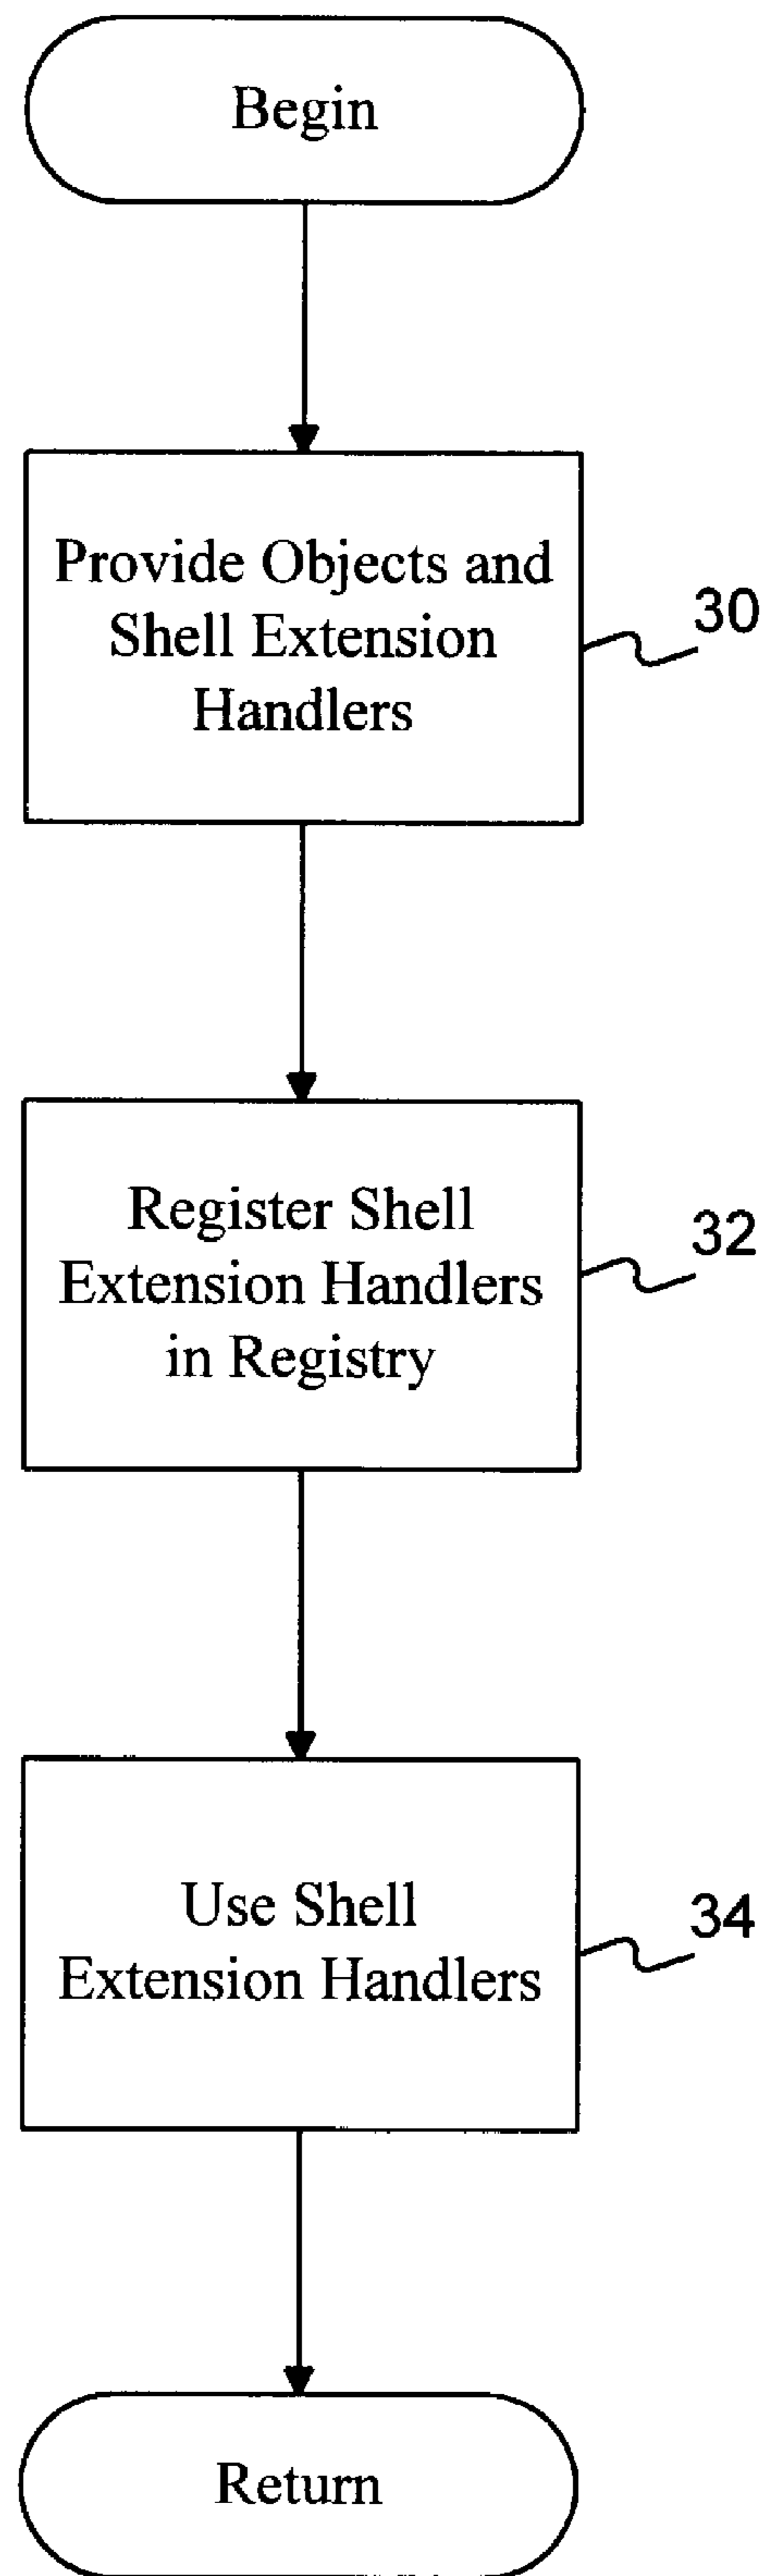 Begin
Provide Objects and
Shell Extension
Handlers
30
Register Shell
Extension Handlers
in Registry
32
Use Shell
Extension Handlers
34
Return